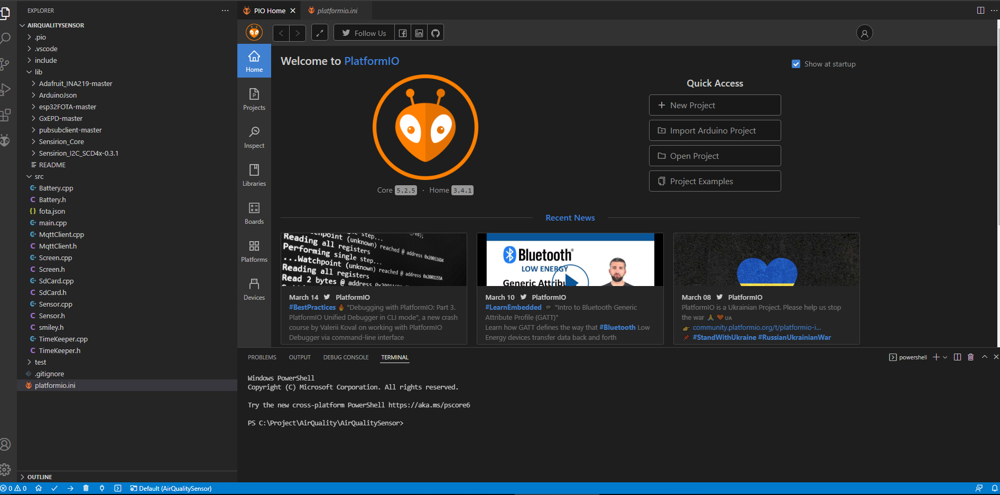 EXPLORER
AIRQUALITYSENSOR
.pio
.vscode
include
lib
Adafruit_INA219-master
ArduinoJson
esp32FOTA-master
GxEPD-master
pubsubclient-master
Sensirion_Core
Sensirion_I2C_SCD4x-0.3.1
README
src
Battery.cpp
Battery.h
fota.json
main.cpp
MqttClient.cpp
MqttClient.h
Screen.cpp
Screen.h
SdCard.cpp
SdCard.h
Sensor.cpp
Sensor.h
smiley.h
TimeKeeper.cpp
TimeKeeper.h
test
.gitignore
platformio.ini
OUTLINE
PIO Home
platformio.ini
Follow Us
Home
Projects
Inspect
Libraries
Boards
Platforms
Devices
Welcome to PlatformIO
Show at startup
Core 5.2.5 · Home 3.4.1
Quick Access
New Project
Import Arduino Project
Open Project
Project Examples
Recent News
step...
(unknown) reached @ address 0x200116D4
Reading all registers
Performing single step...
...Watchpoint (unknown) reached @ address 0x2001155A
Reading all registers
Read 2 bytes @ address
March 14 PlatformIO
#BestPractices 🔥 "Debugging with PlatformIO: Part 3.
PlatformIO Unified Debugger in CLI mode", a new crash
course by Valerii Koval on working with PlatformIO
Debugger via command-line interface
Bluetooth®
LOW ENERGY
Generic
March 10 PlatformIO
#LearnEmbedded 🎓 "Intro to Bluetooth Generic
Attribute Profile (GATT)"
Learn how GATT defines the way that #Bluetooth Low
Energy devices transfer data back and forth
March 08 PlatformIO
PlatformIO is a Ukrainian Project. Please help us stop
the war 🙏 🧡 UA
👉 community.platformio.org/t/platformio-i...
📌 #StandWithUkraine #RussianUkrainianWar
PROBLEMS OUTPUT DEBUG CONSOLE TERMINAL
powershell
Windows PowerShell
Copyright (C) Microsoft Corporation. All rights reserved.
Try the new cross-platform PowerShell https://aka.ms/pscore6
PS C:\Project\AirQuality\AirQualitySensor>
0 0 Default (AirQualitySensor)